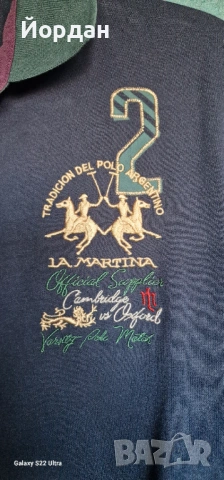 Йордан
2
TRADICION DEL POLO ARGENTINO
LA MARTINA
Official Supplier
Cambridge
vs Oxford
Varsity Polo Match
Galaxy S22 Ultra
BAZAR